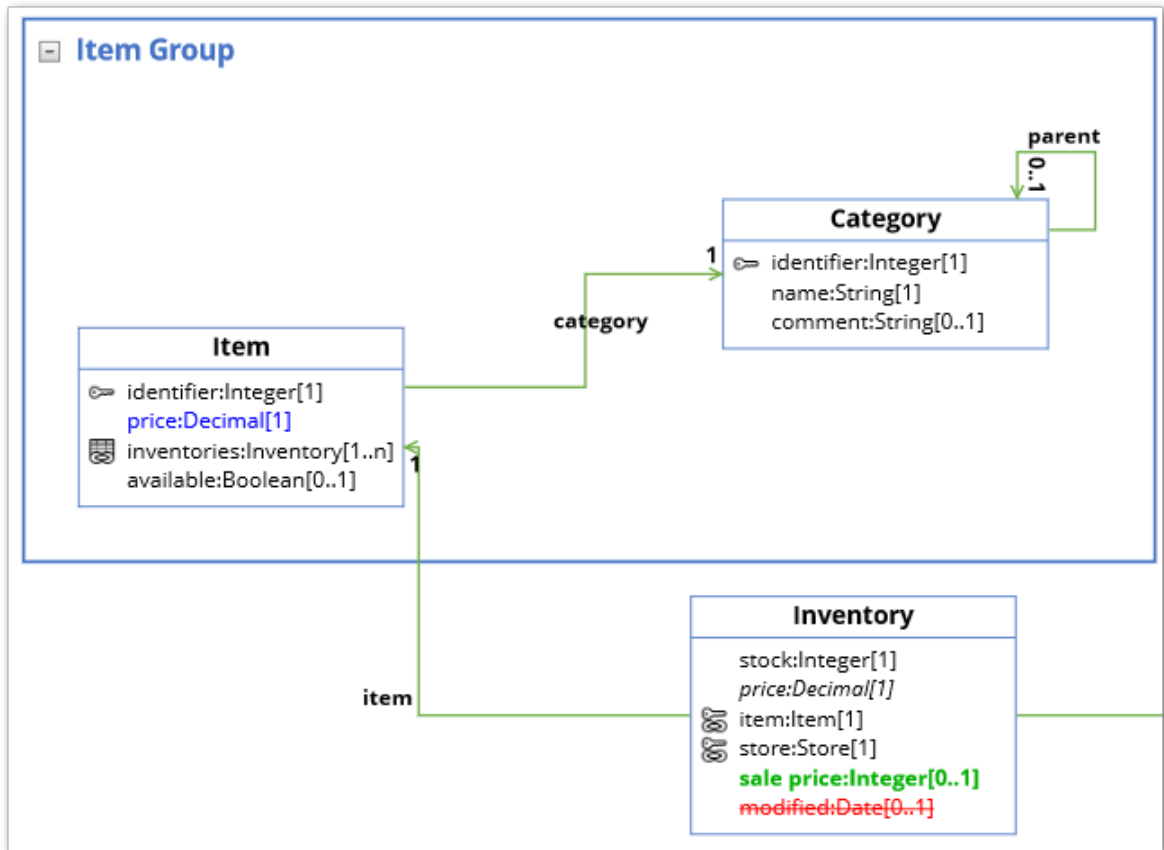 Item Group
parent
0..1
Category
1
identifier:Integer[1]
name:String[1]
comment:String[0..1]
category
Item
identifier:Integer[1]
price:Decimal[1]
inventories:Inventory[1..n]
available:Boolean[0..1]
1
Inventory
stock:Integer[1]
price:Decimal[1]
item
item:Item[1]
store:Store[1]
sale price:Integer[0..1]
modified:Date[0..1]